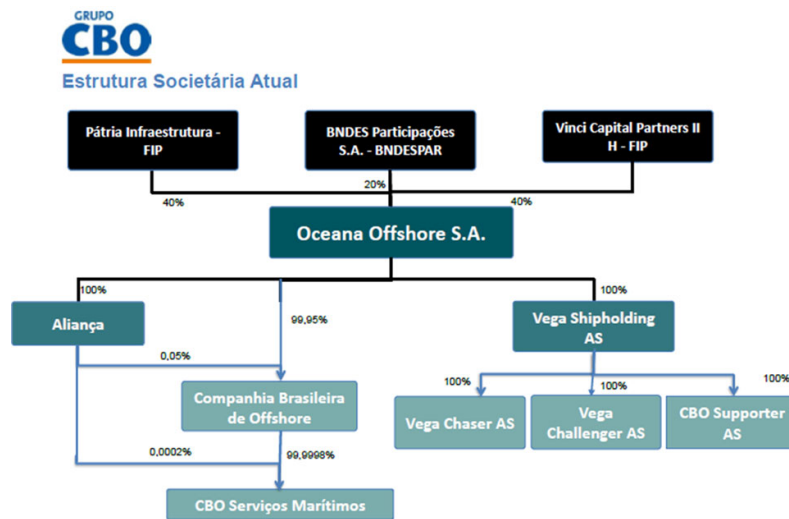 GRUPO
CBO
Estrutura Societária Atual
Pátria Infraestrutura -
FIP
BNDES Participações
S.A. - BNDESPAR
Vinci Capital Partners II
H - FIP
20%
40%
40%
Oceana Offshore S.A.
100%
99,95%
100%
Aliança
Vega Shipholding
AS
0,05%
100%
100%
100%
Companhia Brasileira
de Offshore
Vega Chaser AS
Vega
Challenger AS
CBO Supporter
AS
0,0002%
99,9998%
CBO Serviços Marítimos